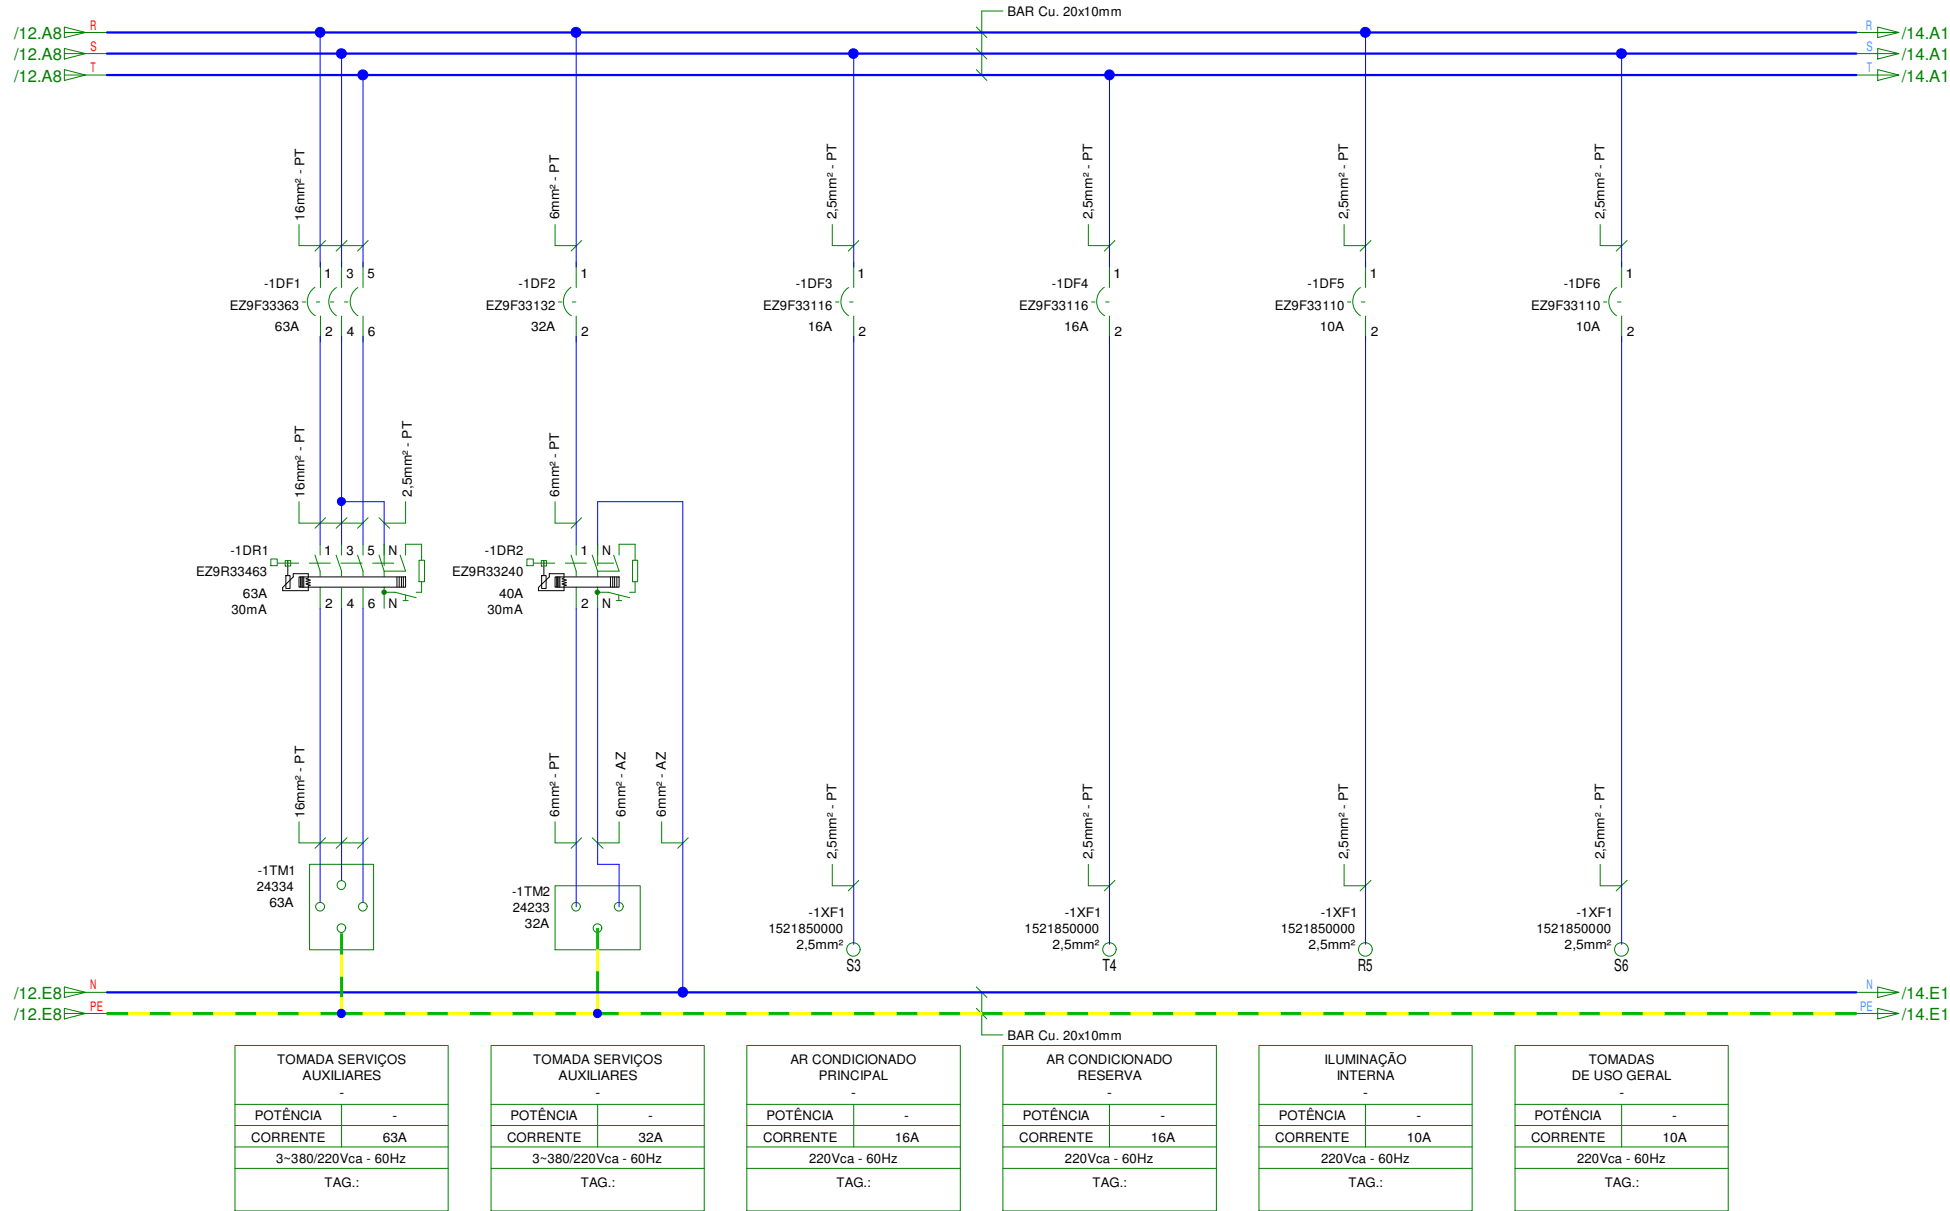 BAR Cu. 20x10mm
/12.A8 R R /14.A1
/12.A8 S S /14.A1
/12.A8 T T /14.A1
16mm² - PT
6mm² - PT
2,5mm² - PT
2,5mm² - PT
2,5mm² - PT
2,5mm² - PT
-1DF1
EZ9F33363
63A
1 3 5
2 4 6
-1DF2
EZ9F33132
32A
1
2
-1DF3
EZ9F33116
16A
1
2
-1DF4
EZ9F33116
16A
1
2
-1DF5
EZ9F33110
10A
1
2
-1DF6
EZ9F33110
10A
1
2
16mm² - PT
2,5mm² - PT
6mm² - PT
-1DR1
EZ9R33463
63A
30mA
1 3 5 N
2 4 6 N
-1DR2
EZ9R33240
40A
30mA
1 N
2 N
16mm² - PT
6mm² - PT
6mm² - AZ
6mm² - AZ
2,5mm² - PT
2,5mm² - PT
2,5mm² - PT
2,5mm² - PT
-1TM1
24334
63A
-1TM2
24233
32A
-1XF1
1521850000
2,5mm²
S3
-1XF1
1521850000
2,5mm²
T4
-1XF1
1521850000
2,5mm²
R5
-1XF1
1521850000
2,5mm²
S6
/12.E8 N N /14.E1
/12.E8 PE PE /14.E1
BAR Cu. 20x10mm
TOMADA SERVIÇOS
AUXILIARES
-
POTÊNCIA -
CORRENTE 63A
3~380/220Vca - 60Hz
TAG.:
TOMADA SERVIÇOS
AUXILIARES
-
POTÊNCIA -
CORRENTE 32A
3~380/220Vca - 60Hz
TAG.:
AR CONDICIONADO
PRINCIPAL
-
POTÊNCIA -
CORRENTE 16A
220Vca - 60Hz
TAG.:
AR CONDICIONADO
RESERVA
-
POTÊNCIA -
CORRENTE 16A
220Vca - 60Hz
TAG.:
ILUMINAÇÃO
INTERNA
-
POTÊNCIA -
CORRENTE 10A
220Vca - 60Hz
TAG.:
TOMADAS
DE USO GERAL
-
POTÊNCIA -
CORRENTE 10A
220Vca - 60Hz
TAG.: